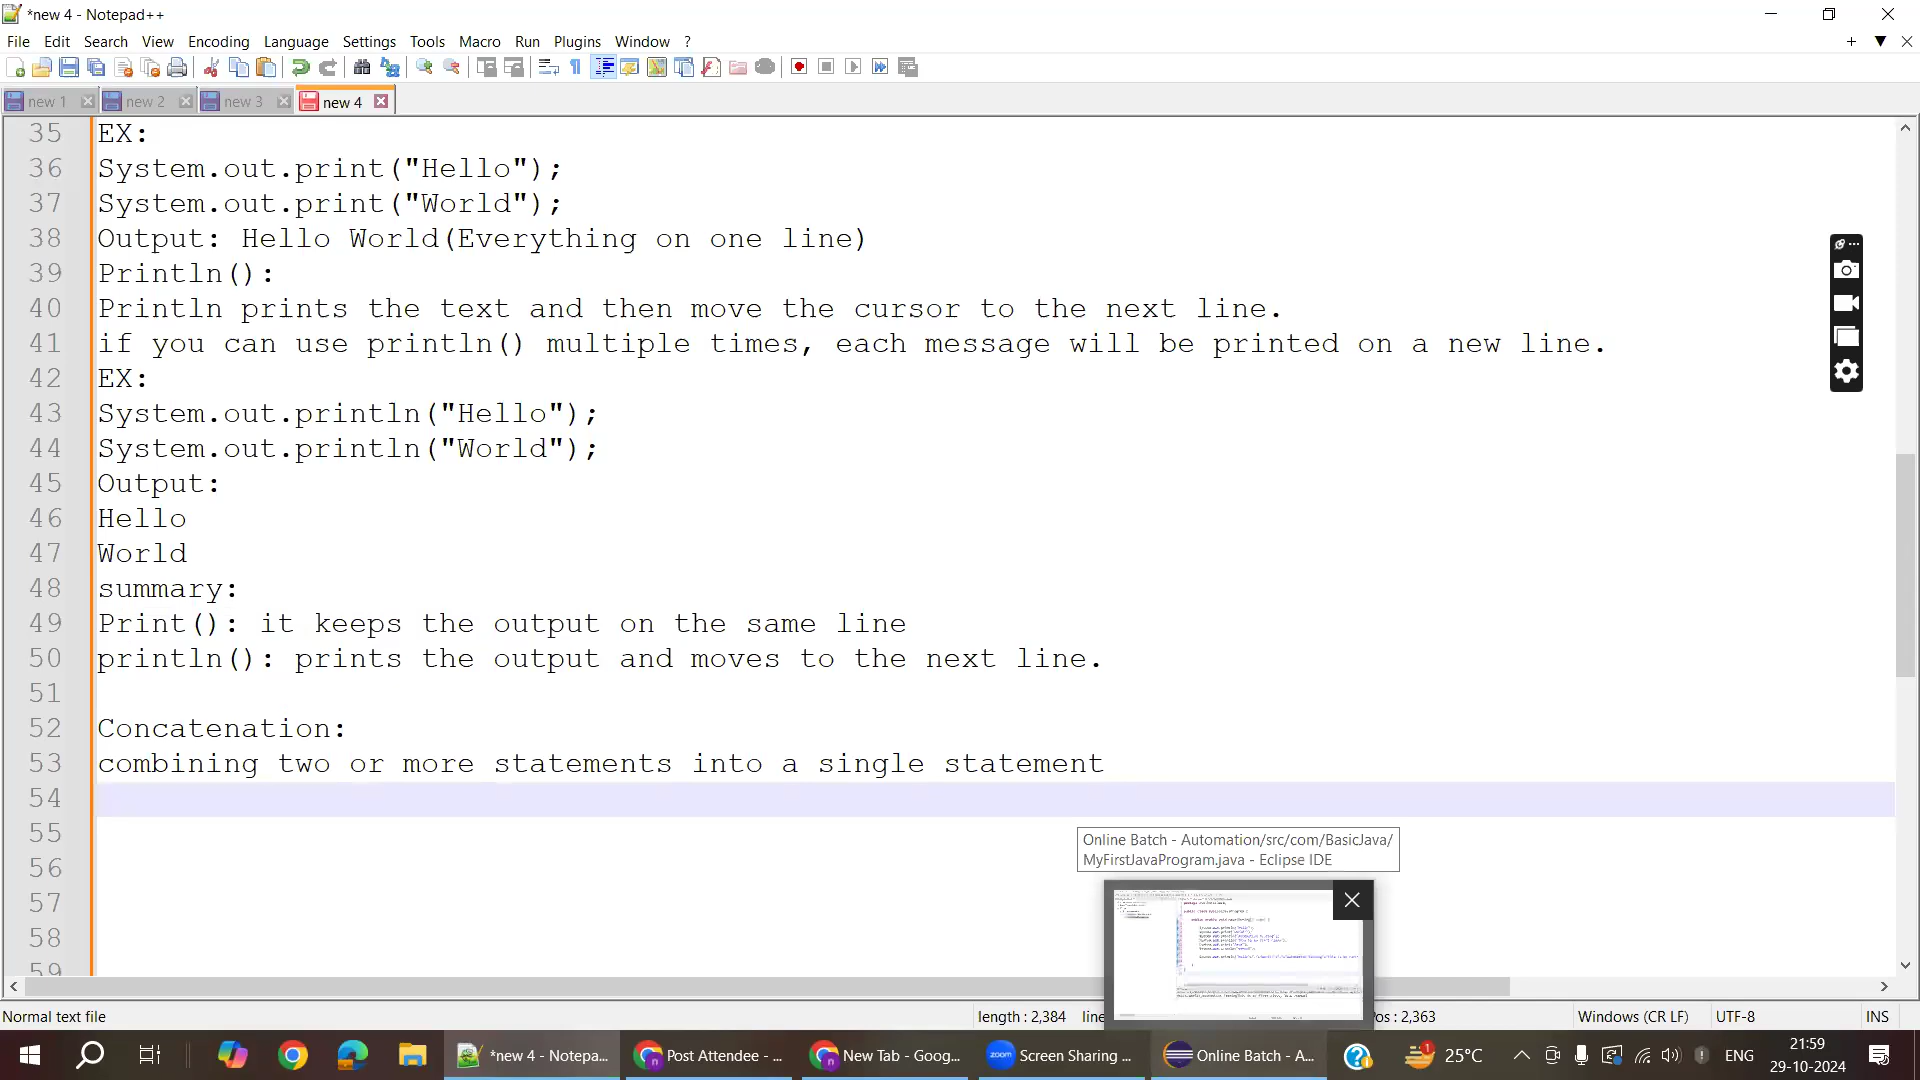 *new 4 - Notepad++
File Edit Search View Encoding Language Settings Tools Macro Run Plugins Window ?
new 1 new 2 new 3 new 4
35 EX:
36 System.out.print("Hello");
37 System.out.print("World");
38 Output: Hello World(Everything on one line)
39 Println():
40 Println prints the text and then move the cursor to the next line.
41 if you can use println() multiple times, each message will be printed on a new line.
42 EX:
43 System.out.println("Hello");
44 System.out.println("World");
45 Output:
46 Hello
47 World
48 summary:
49 Print(): it keeps the output on the same line
50 println(): prints the output and moves to the next line.
51
52 Concatenation:
53 combining two or more statements into a single statement
54
55
56
57
58
59
Online Batch - Automation/src/com/BasicJava/
MyFirstJavaProgram.java - Eclipse IDE
Normal text file length : 2,384 line Pos : 2,363 Windows (CR LF) UTF-8 INS
*new 4 - Notepa... Post Attendee - ... New Tab - Goog... zoom Screen Sharing ... Online Batch - A... 1 25°C ENG 21:59
29-10-2024